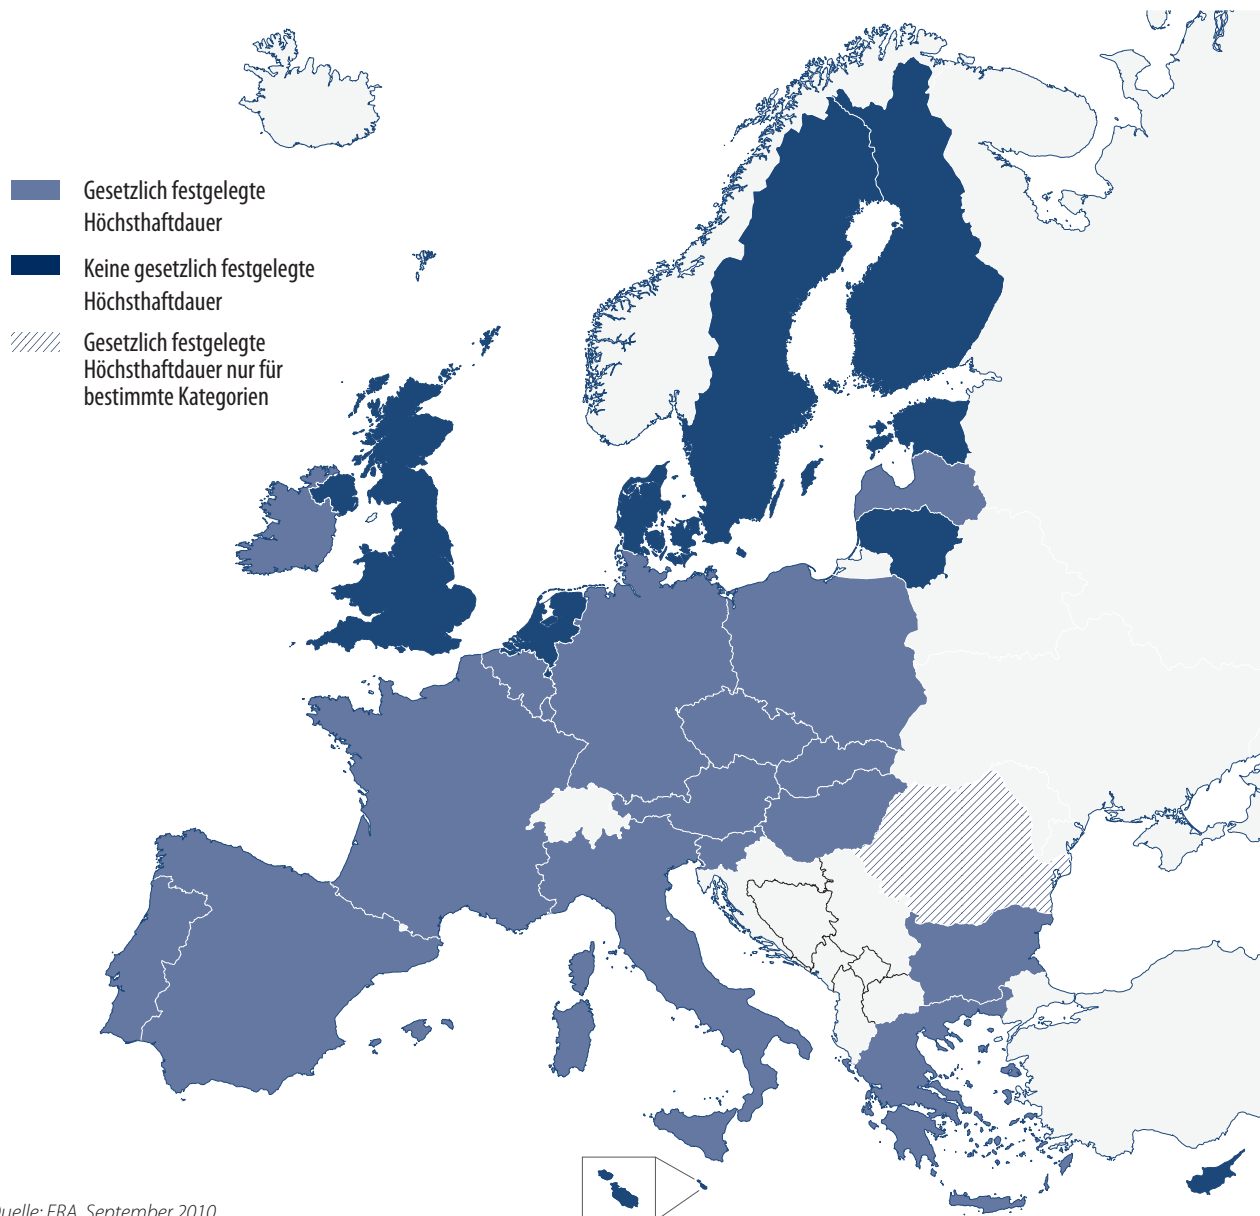 Gesetzlich festgelegte
Höchsthaftdauer
Keine gesetzlich festgelegte
Höchsthaftdauer
Gesetzlich festgelegte
Höchsthaftdauer nur für
bestimmte Kategorien
uelle: FRA, September 2010